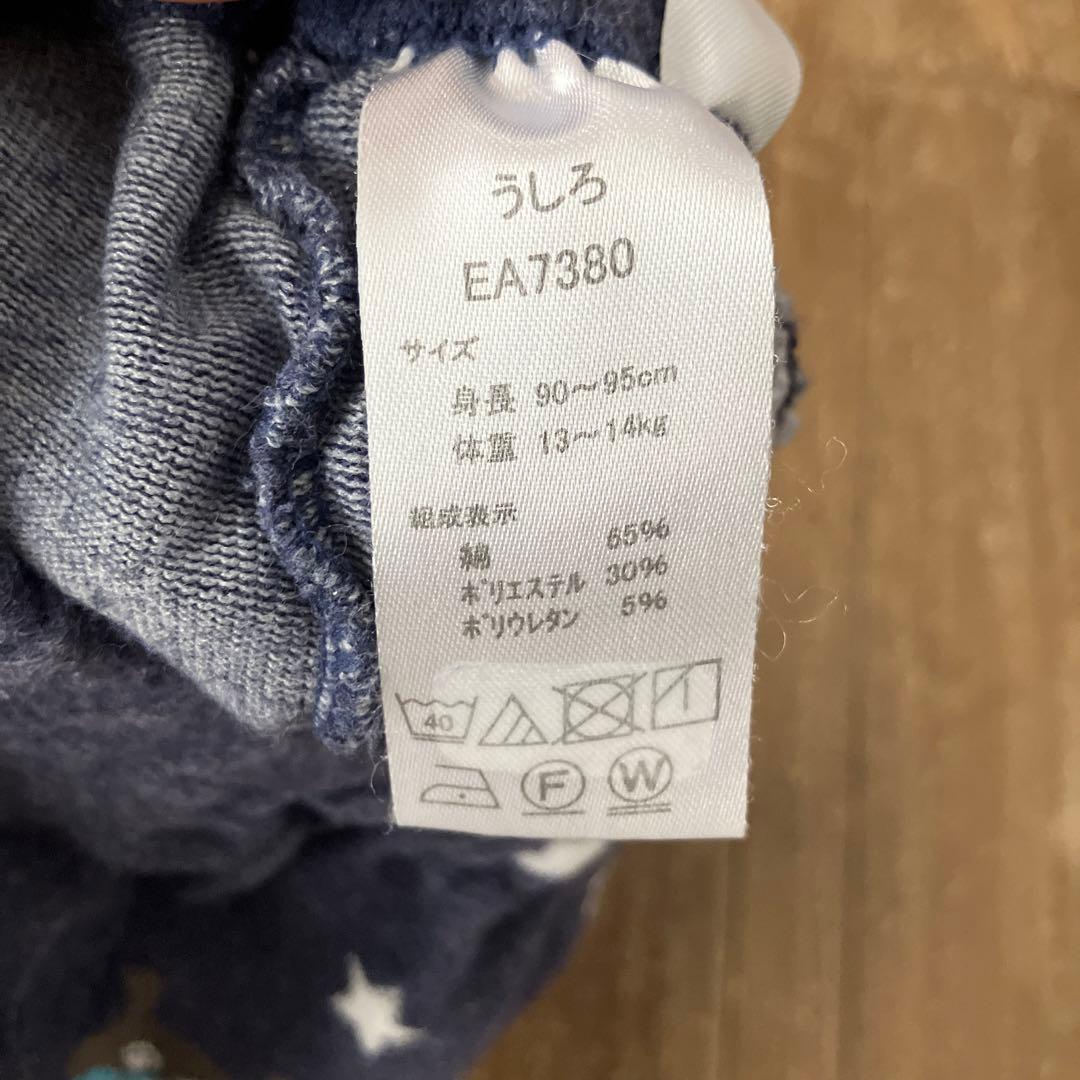 うしろ
EA7380
サイズ
身長 90～95cm
体重 13～14kg
組成表示
綿 65%
ポリエステル 30%
ポリウレタン 5%
40
F W